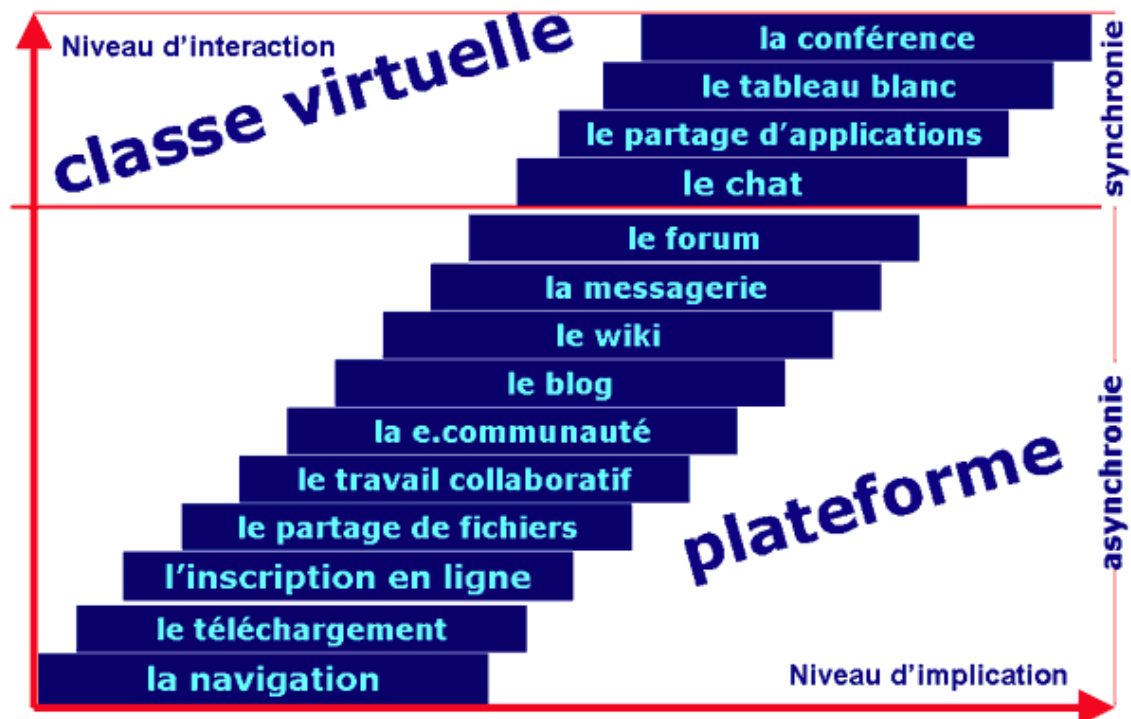 Niveau d'interaction
classe virtuelle
la conférence
le tableau blanc
le partage d'applications
le chat
synchronie
le forum
la messagerie
le wiki
le blog
la e.communauté
le travail collaboratif
le partage de fichiers
l'inscription en ligne
le téléchargement
la navigation
plateforme
asynchronie
Niveau d'implication